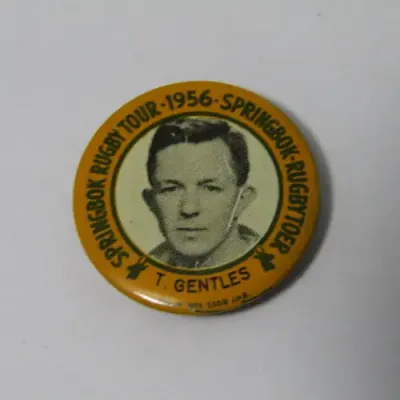 SPRINGBOK RUGBY TOUR · 1956 · SPRINGBOK-RUGBYTOER
T. GENTLES